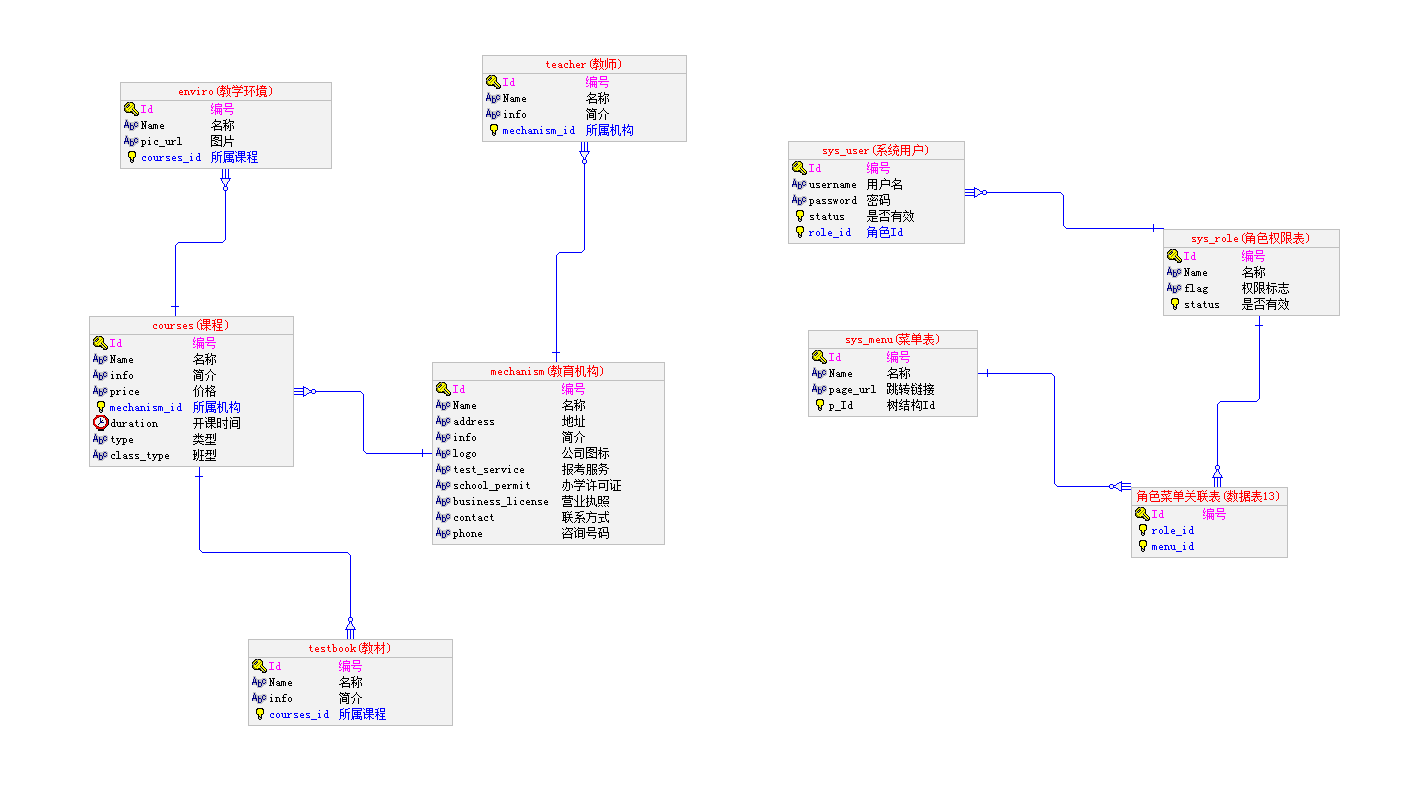 enviro(教学环境)
Id 编号
Name 名称
pic_url 图片
courses_id 所属课程
teacher(教师)
Id 编号
Name 名称
info 简介
mechanism_id 所属机构
sys_user(系统用户)
Id 编号
username 用户名
password 密码
status 是否有效
role_id 角色Id
sys_role(角色权限表)
Id 编号
Name 名称
flag 权限标志
status 是否有效
courses(课程)
Id 编号
Name 名称
info 简介
price 价格
mechanism_id 所属机构
duration 开课时间
type 类型
class_type 班型
mechanism(教育机构)
Id 编号
Name 名称
address 地址
info 简介
logo 公司图标
test_service 报考服务
school_permit 办学许可证
business_license 营业执照
contact 联系方式
phone 咨询号码
sys_menu(菜单表)
Id 编号
Name 名称
page_url 跳转链接
p_Id 树结构Id
角色菜单关联表(数据表13)
Id 编号
role_id
menu_id
testbook(教材)
Id 编号
Name 名称
info 简介
courses_id 所属课程